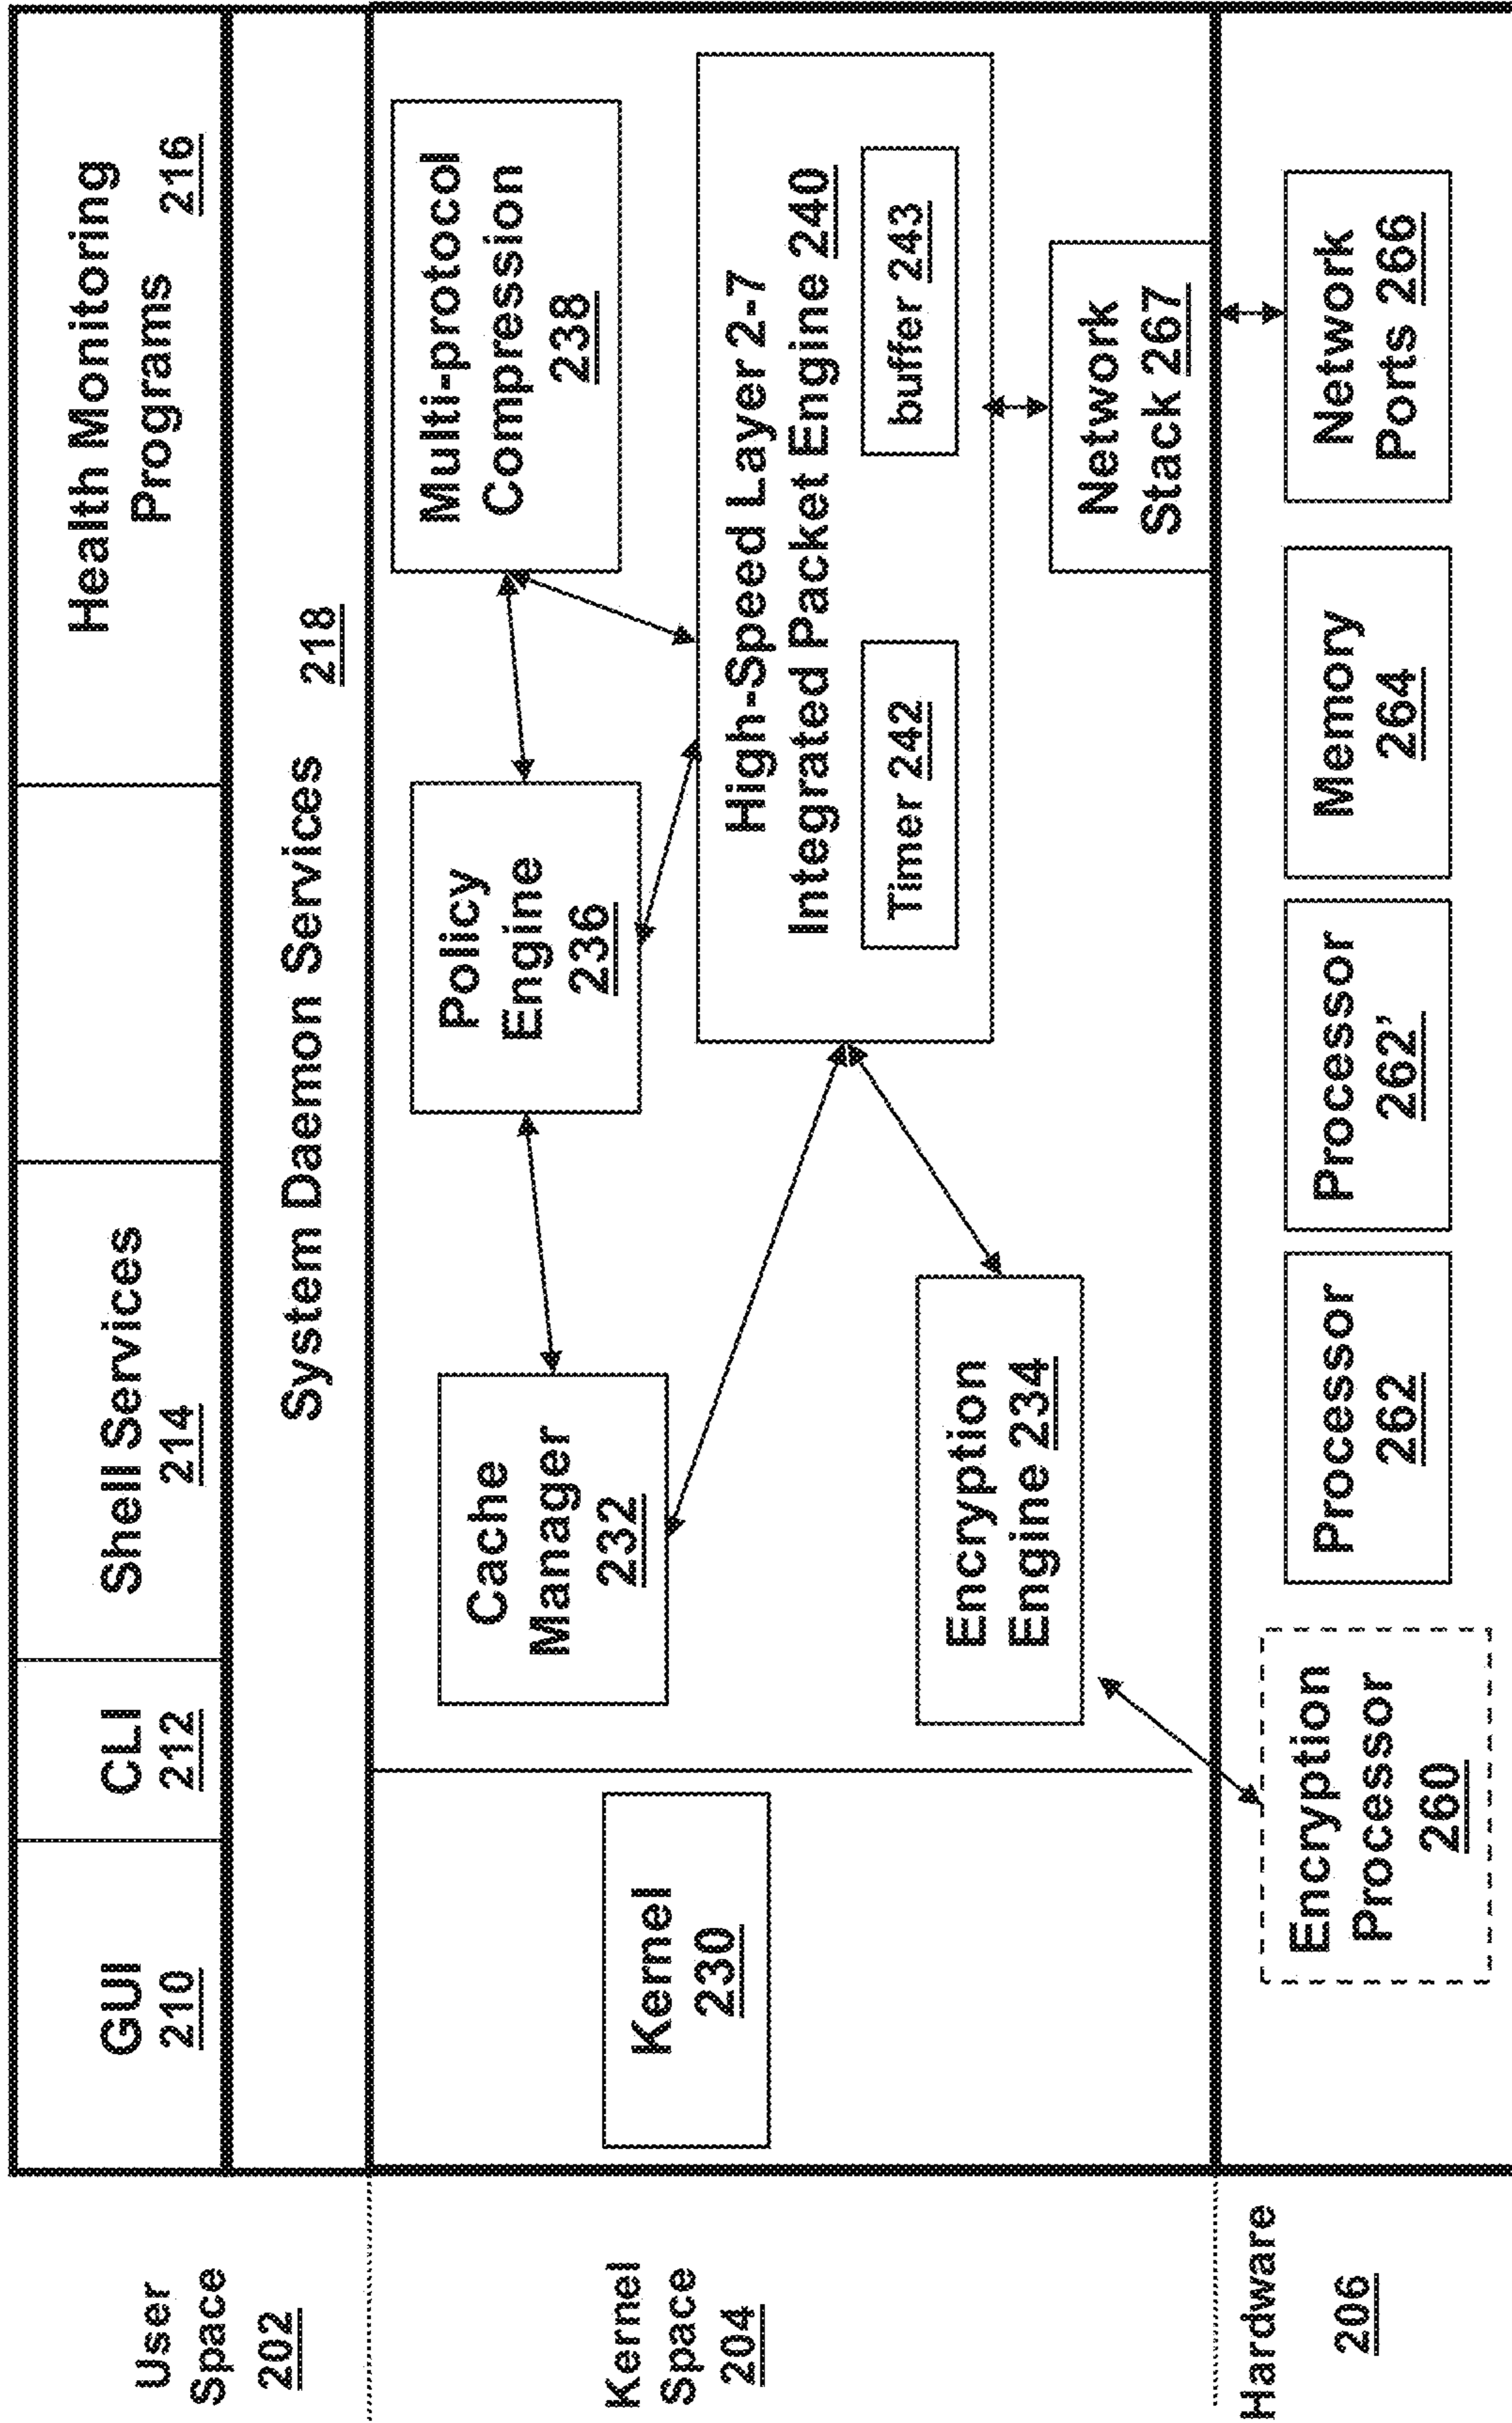 User
Space
202
GUI
210
CLI
212
Shell Services
214
Health Monitoring
Programs 216
System Daemon Services 218
Kernel
Space
204
Kernel
230
Cache
Manager
232
Policy
Engine
236
Multi-protocol
Compression
238
High-Speed Layer 2-7
Integrated Packet Engine 240
Timer 242
buffer 243
Encryption
Engine 234
Network
Stack 267
Hardware
206
Encryption
Processor
260
Processor
262
Processor
262’
Memory
264
Network
Ports 266